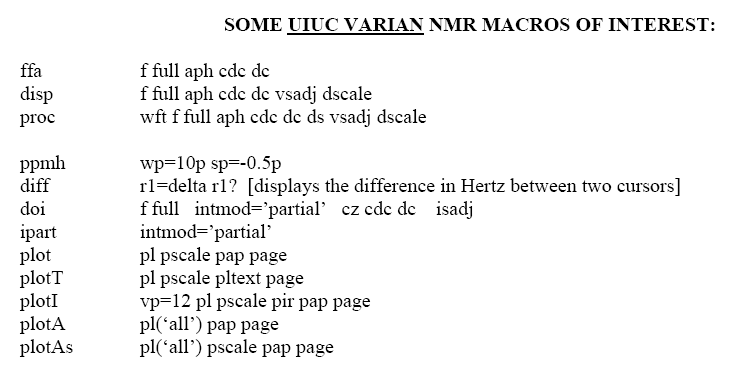 SOME UIUC VARIAN NMR MACROS OF INTEREST:
ffa f full aph cdc dc
disp f full aph cdc dc vsadj dscale
proc wft f full aph cdc dc ds vsadj dscale
ppmh wp=10p sp=-0.5p
diff r1=delta r1? [displays the difference in Hertz between two cursors]
doi f full intmod=’partial’ cz cdc dc isadj
ipart intmod=’partial’
plot pl pscale pap page
plotT pl pscale pltext page
plotI vp=12 pl pscale pir pap page
plotA pl(‘all’) pap page
plotAs pl(‘all’) pscale pap page